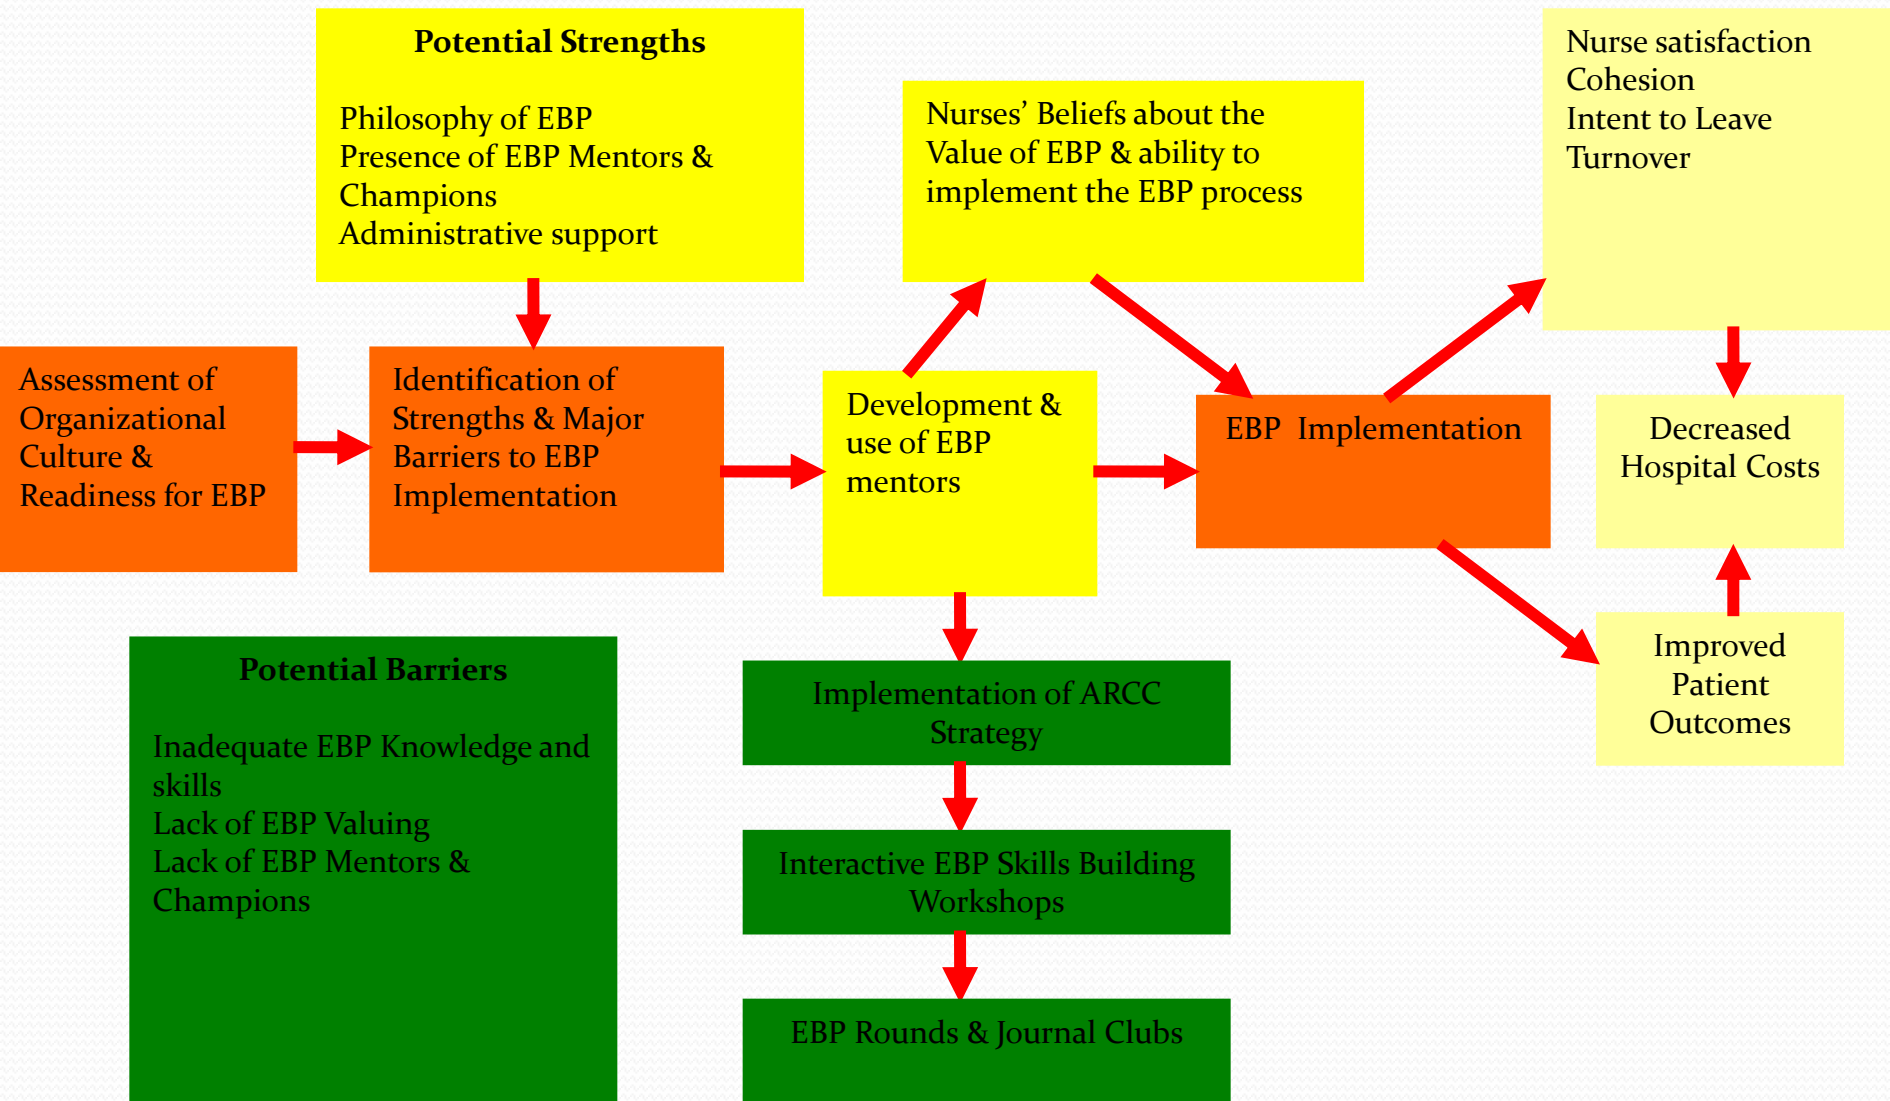 Potential Strengths
Philosophy of EBP
Presence of EBP Mentors &
Champions
Administrative support
Nurses’ Beliefs about the
Value of EBP & ability to
implement the EBP process
Nurse satisfaction
Cohesion
Intent to Leave
Turnover
Assessment of
Organizational
Culture &
Readiness for EBP
Identification of
Strengths & Major
Barriers to EBP
Implementation
Development &
use of EBP
mentors
EBP  Implementation
Decreased
Hospital Costs
Improved
Patient
Outcomes
Potential Barriers
Inadequate EBP Knowledge and
skills
Lack of EBP Valuing
Lack of EBP Mentors &
Champions
Implementation of ARCC
Strategy
Interactive EBP Skills Building
Workshops
EBP Rounds & Journal Clubs